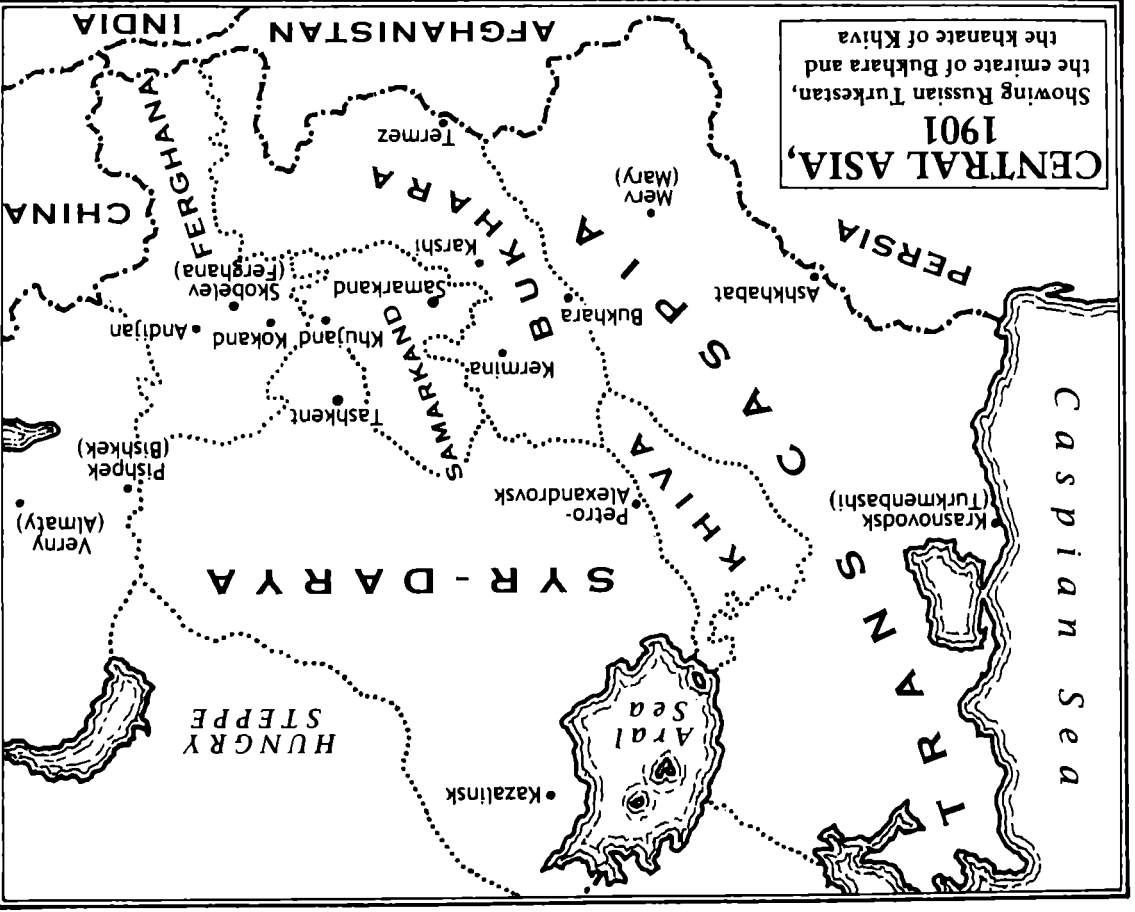 Kazalinsk
Aral
Sea
HUNGRY
STEPPE
Caspian Sea
TRANS CASPIA
SYR-DARYA
Krasnovodsk
(Turkmenbashi)
KHIVA
Petro-
Alexandrovsk
Verny
(Almaty)
Pishpek
(Bishkek)
SAMARKAND
Tashkent
Kermina
Bukhara
BUKHARA
Samarkand
Khujand
Kokand
Andijan
Skobelev
(Ferghana)
Karshi
Ashkhabat
PERSIA
Merv
(Mary)
FERGHANA
CHINA
Termez
CENTRAL ASIA,
1901
Showing Russian Turkestan,
the emirate of Bukhara and
the khanate of Khiva
AFGHANISTAN
INDIA